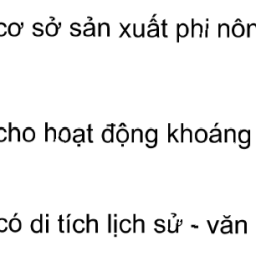 cơ sở sản xuất phi nôn
cho hoạt động khoáng
có di tích lịch sử - văn